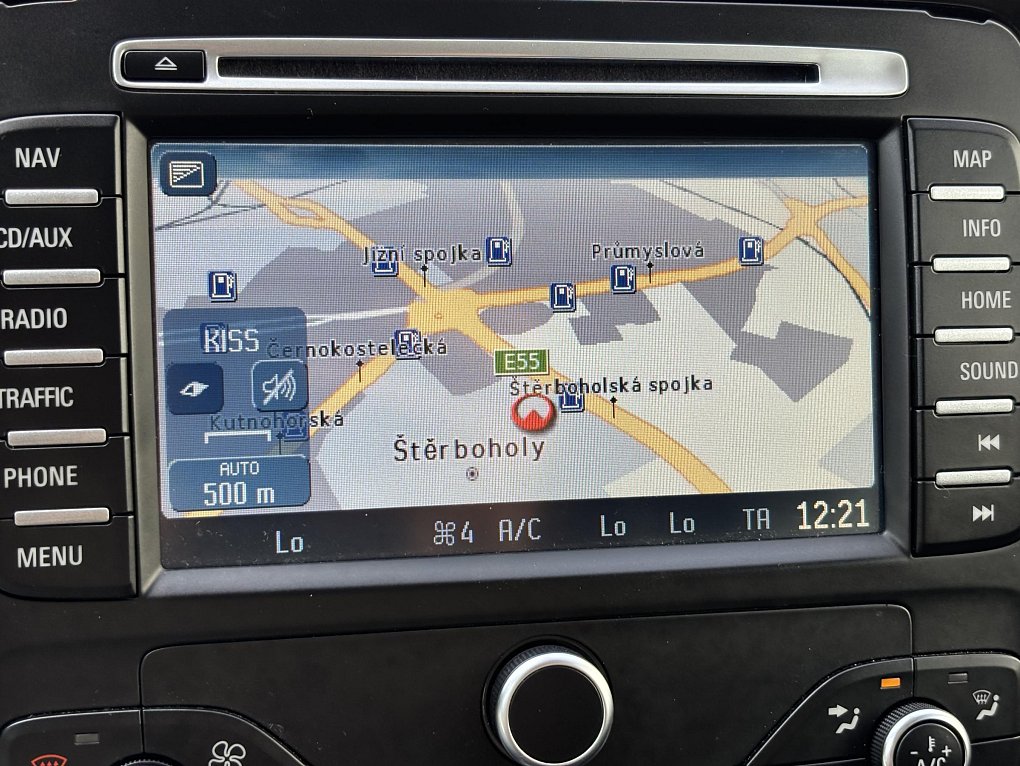 NAV
CD/AUX
RADIO
TRAFFIC
PHONE
MENU
MAP
INFO
HOME
SOUND
Jižní spojka
Průmyslová
KISS
Černokostelecká
E55
Štěrboholská spojka
Kutnohorská
Štěrboholy
AUTO
500 m
Lo
4
A/C
Lo
Lo
TA
12:21
- +
A/C